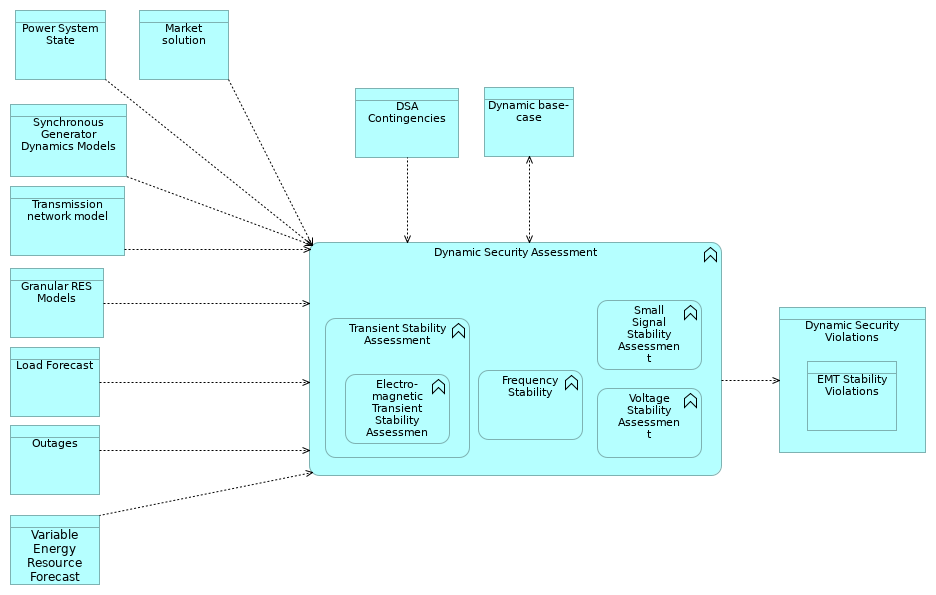 Power System
State
Market
solution
Synchronous
Generator
Dynamics Models
DSA
Contingencies
Dynamic base-
case
Transmission
network model
Granular RES
Models
Load Forecast
Outages
Variable
Energy
Resource
Forecast
Dynamic Security Assessment
Transient Stability
Assessment
Electro-
magnetic
Transient
Stability
Assessmen
Frequency
Stability
Small
Signal
Stability
Assessmen
t
Voltage
Stability
Assessmen
t
Dynamic Security
Violations
EMT Stability
Violations